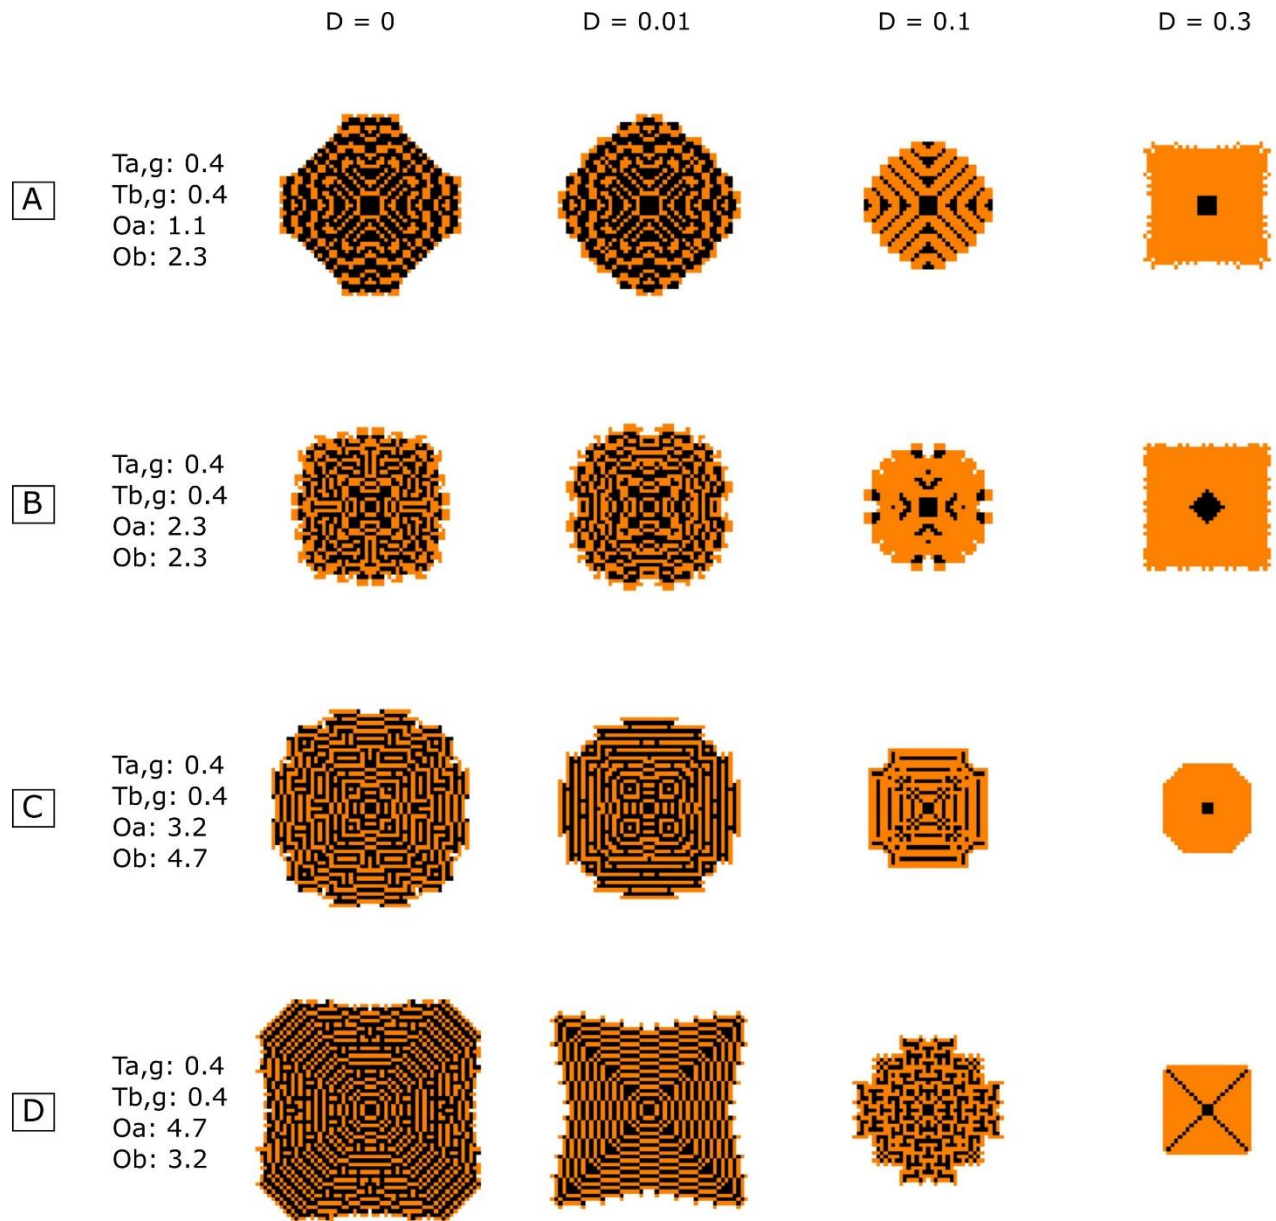 D = 0 D = 0.01 D = 0.1 D = 0.3
A
Ta,g: 0.4
Tb,g: 0.4
Oa: 1.1
Ob: 2.3
B
Ta,g: 0.4
Tb,g: 0.4
Oa: 2.3
Ob: 2.3
C
Ta,g: 0.4
Tb,g: 0.4
Oa: 3.2
Ob: 4.7
D
Ta,g: 0.4
Tb,g: 0.4
Oa: 4.7
Ob: 3.2